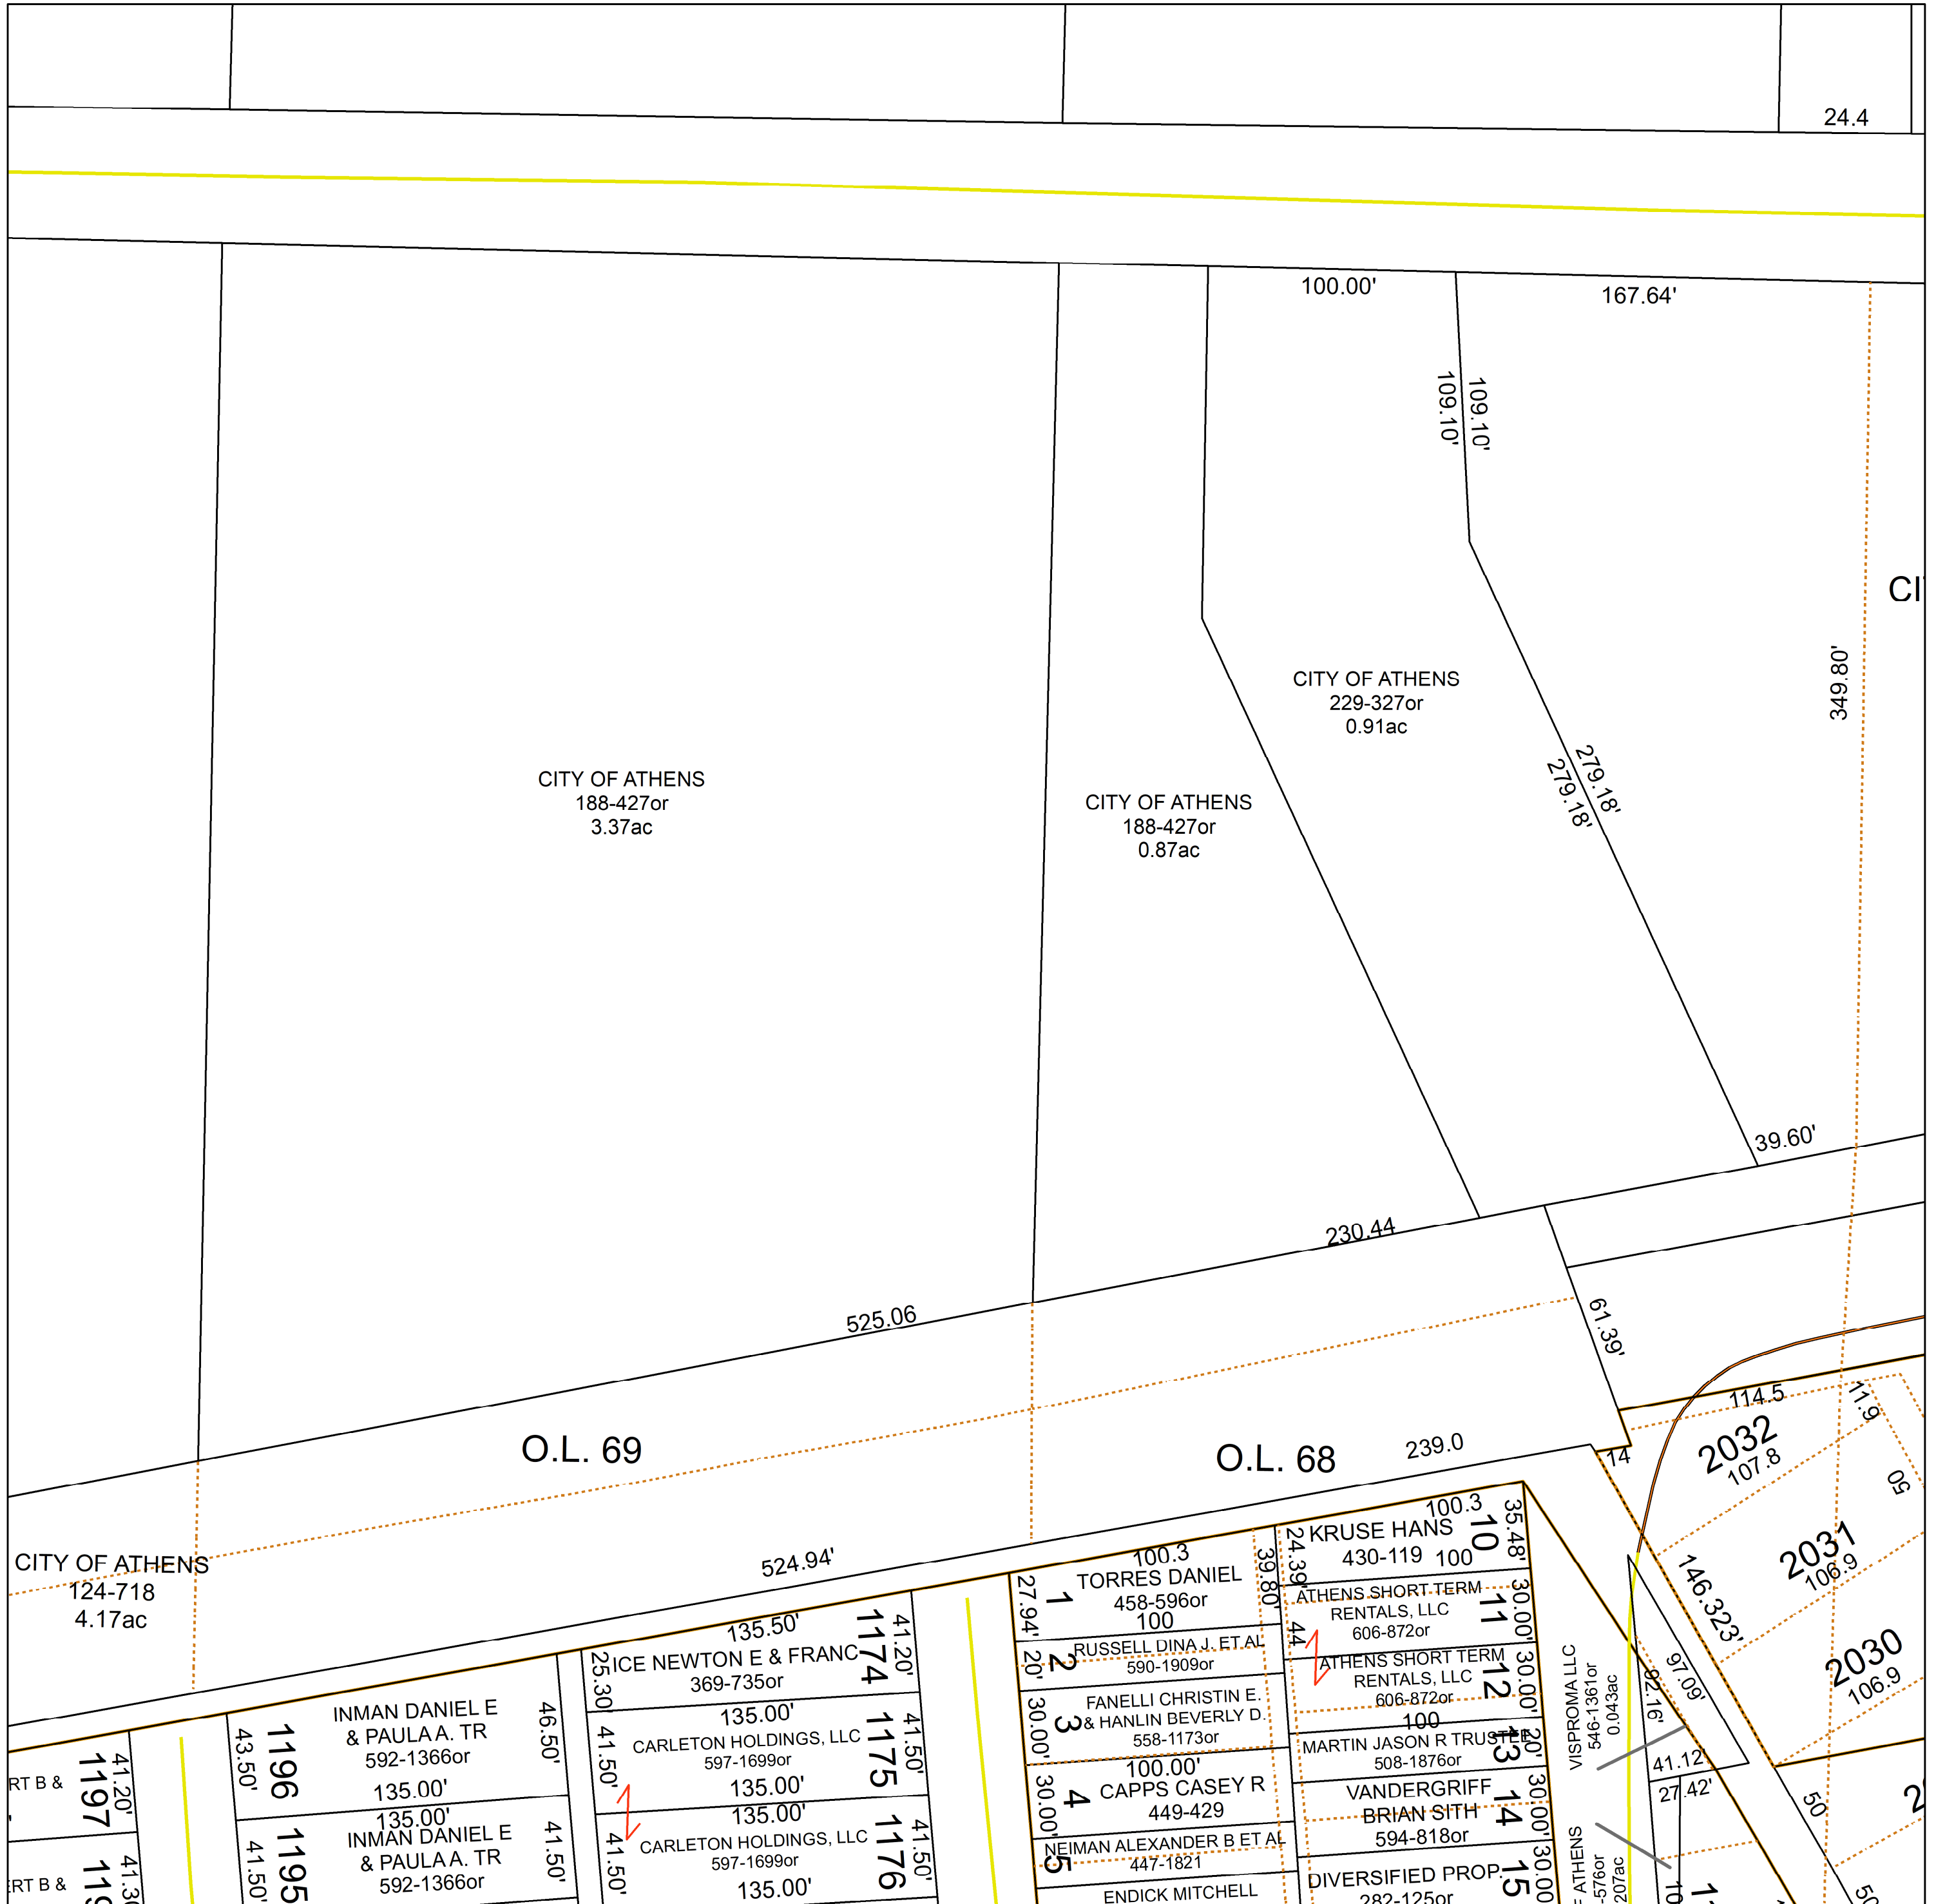 24.4
100.00'
167.64'
109.10'
109.10'
CITY OF ATHENS
229-327or
0.91ac
349.80'
CITY OF ATHENS
188-427or
3.37ac
CITY OF ATHENS
188-427or
0.87ac
279.18'
279.18'
39.60'
230.44
525.06
61.39'
O.L. 69
O.L. 68
239.0
14
114.5
11.9
2032
107.8
50
CITY OF ATHENS
124-718
4.17ac
524.94'
2031
106.9
146.323'
2030
106.9
100.3
KRUSE HANS
430-119
100
10
35.48'
24.39'
100.3
TORRES DANIEL
458-596or
100
1
27.94'
39.80'
ATHENS SHORT TERM
RENTALS, LLC
606-872or
11
30.00'
44
RUSSELL DINA J. ET AL
590-1909or
2
20'
ATHENS SHORT TERM
RENTALS, LLC
606-872or
12
30.00'
100
FANELLI CHRISTIN E.
& HANLIN BEVERLY D.
558-1173or
3
30.00'
MARTIN JASON R TRUSTEE
508-1876or
13
20'
100.00'
CAPPS CASEY R
449-429
4
30.00'
VANDERGRIFF
BRIAN SITH
594-818or
14
30.00'
NEIMAN ALEXANDER B ET AL
447-1821
5
DIVERSIFIED PROP.
282-125or
15
30.00
ENDICK MITCHELL
135.50'
ICE NEWTON E & FRANC
369-735or
1174
41.20'
25.30'
135.00'
CARLETON HOLDINGS, LLC
597-1699or
135.00'
1175
41.50'
41.50'
135.00'
CARLETON HOLDINGS, LLC
597-1699or
135.00'
1176
41.50'
41.50'
INMAN DANIEL E
& PAULA A. TR
592-1366or
135.00'
1196
43.50'
46.50'
135.00'
INMAN DANIEL E
& PAULA A. TR
592-1366or
1195
41.50'
41.50'
RT B &
1197
41.20'
ERT B &
VISPROMA LLC
546-1361or
0.043ac
92.16'
97.09'
41.12'
27.42'
50
50
ATHENS
-576or
207ac